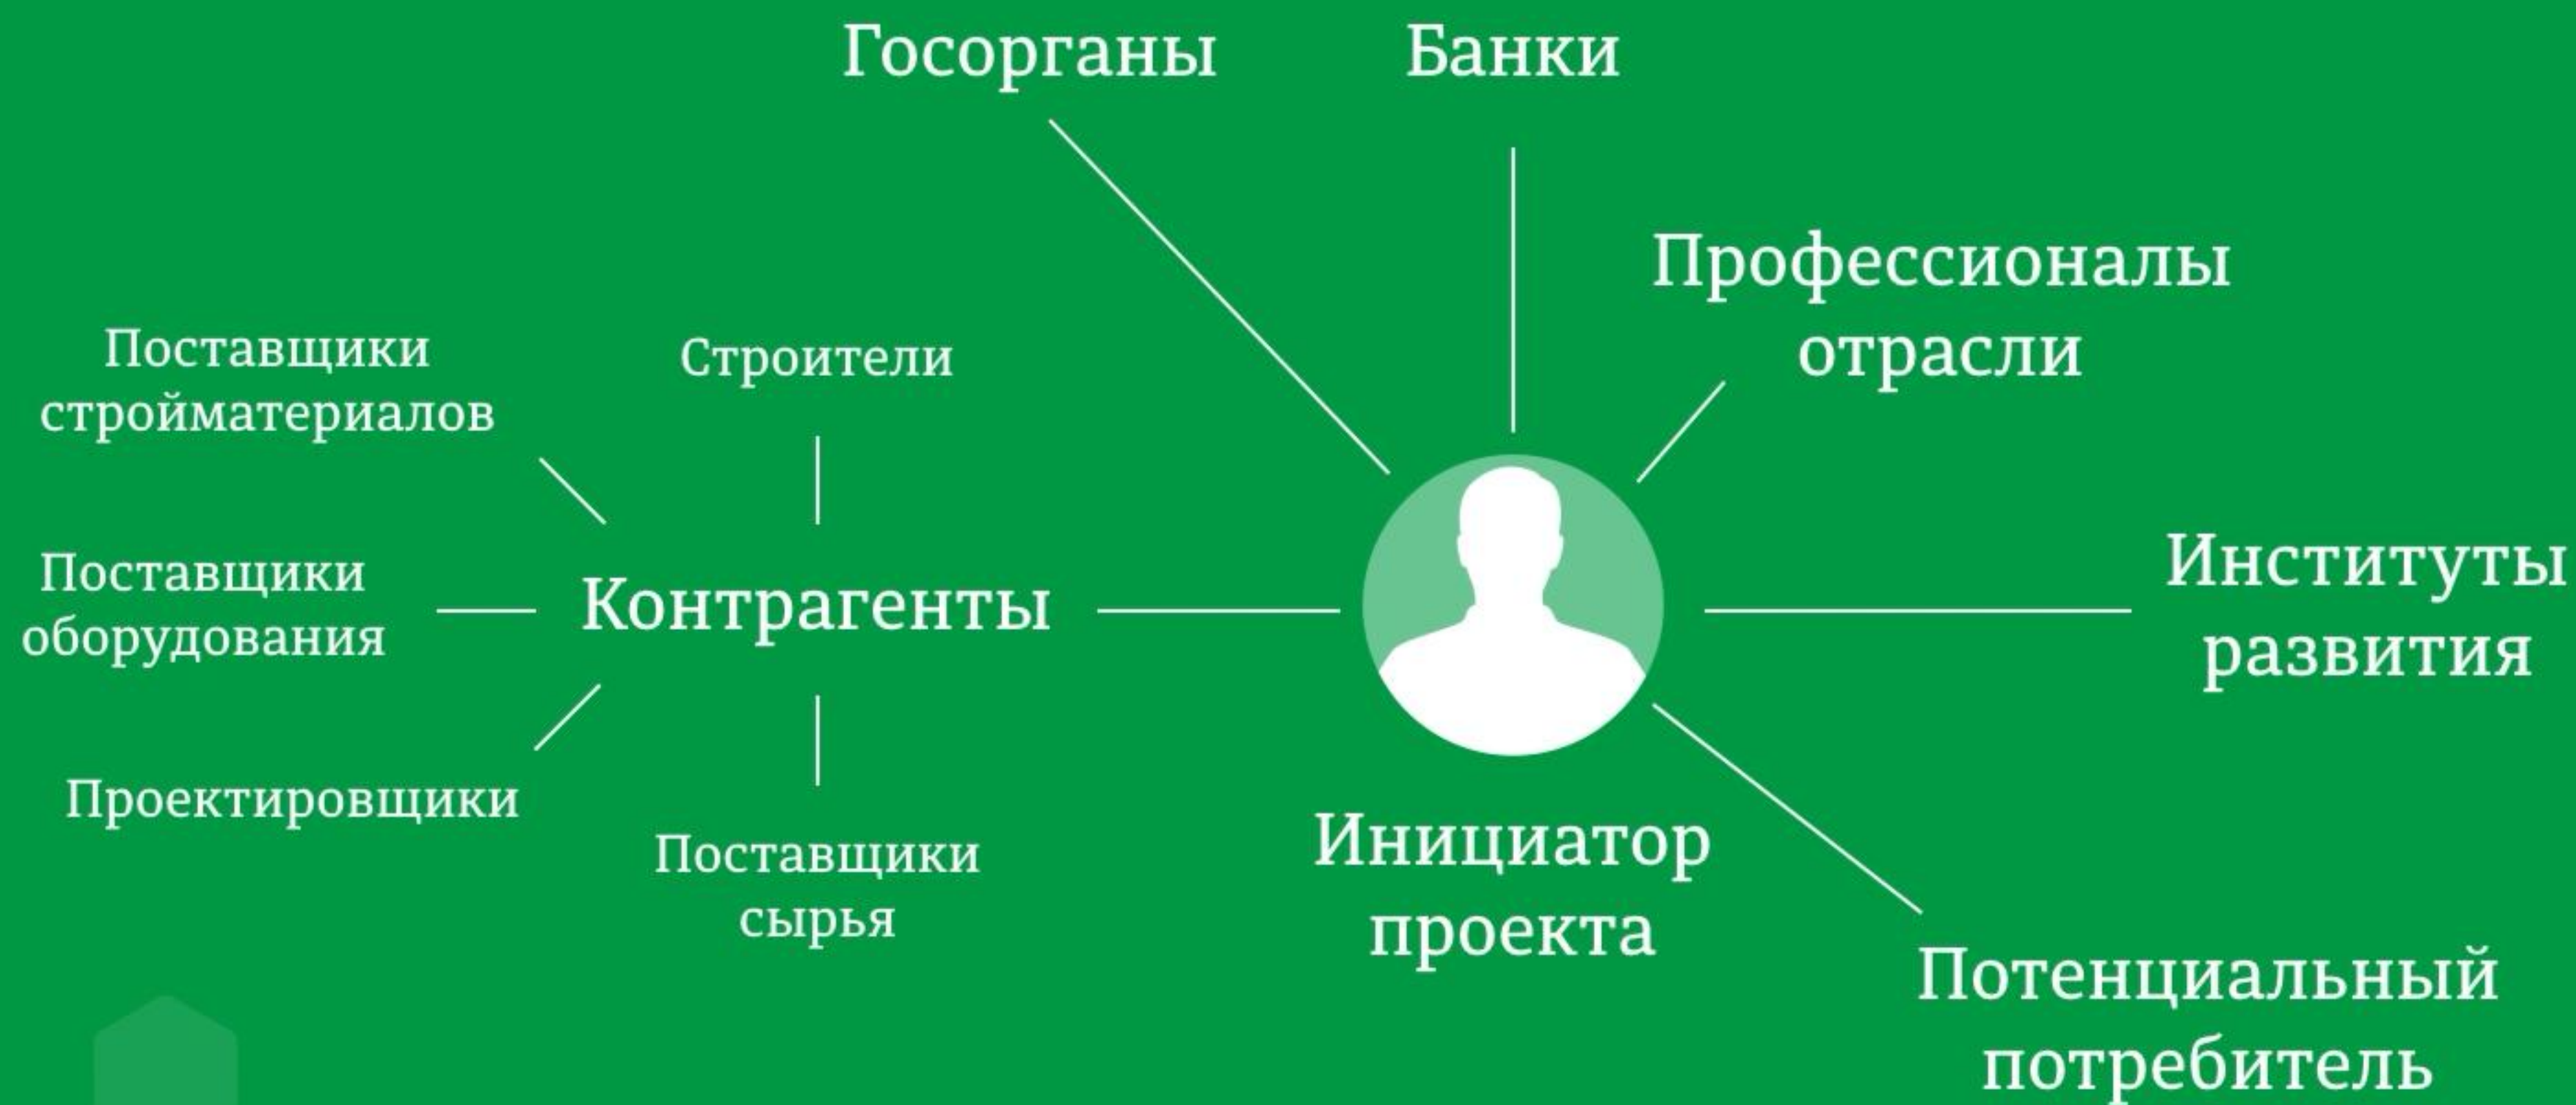 Госорганы
Банки
Профессионалы
отрасли
Поставщики
стройматериалов
Строители
Поставщики
оборудования
Контрагенты
Институты
развития
Проектировщики
Поставщики
сырья
Инициатор
проекта
Потенциальный
потребитель